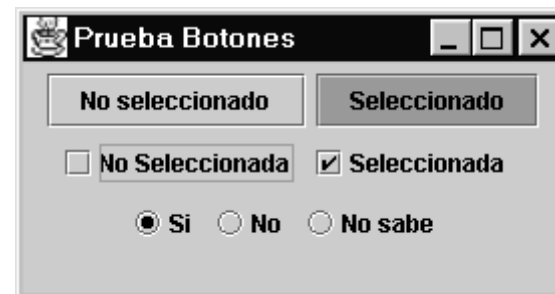 Prueba Botones
No seleccionado Seleccionado
No Seleccionada Seleccionada
Si No No sabe